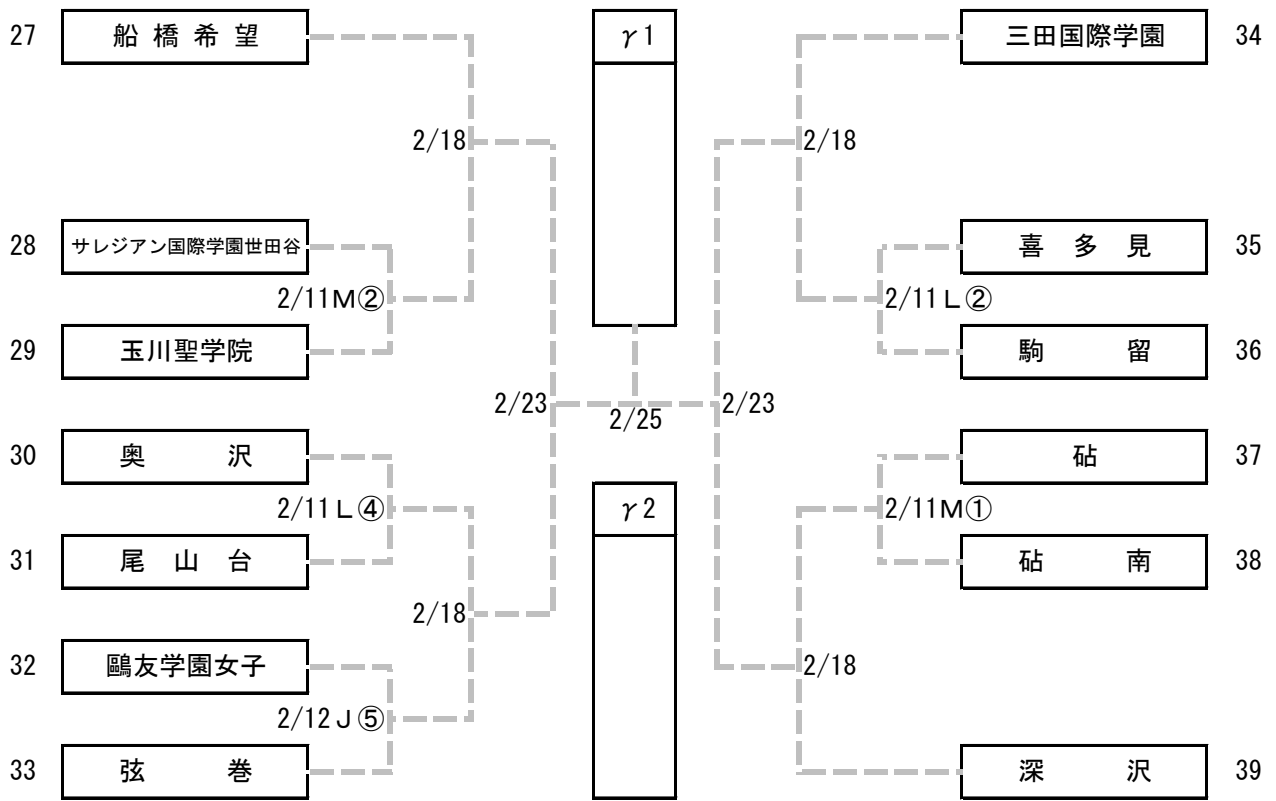 27 船橋希望
2/18
28 サレジアン国際学園世田谷
2/11M②
29 玉川聖学院
2/23
30 奥沢
2/11L④
31 尾山台
2/18
32 鷗友学園女子
2/12J⑤
33 弦巻
γ1
2/25
γ2
三田国際学園 34
2/18
喜多見 35
2/11L②
駒留 36
2/23
砧 37
2/11M①
砧南 38
2/18
深沢 39